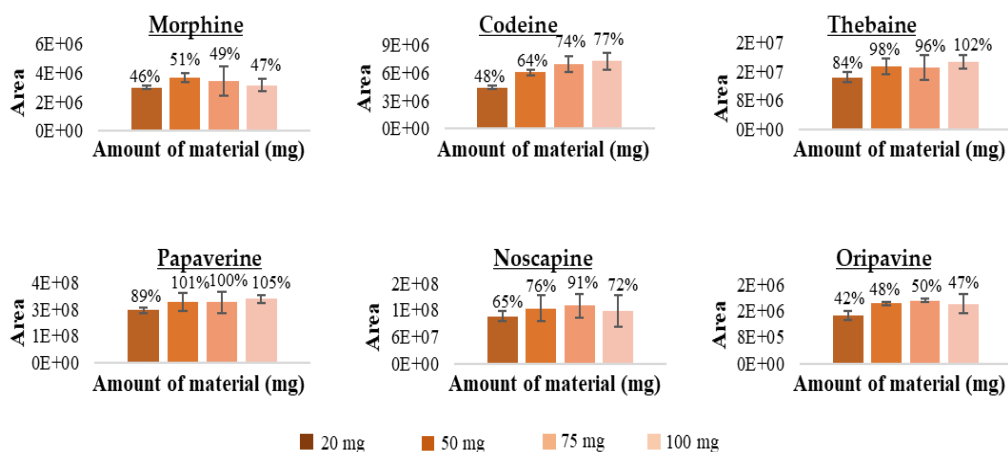 Morphine
6E+06
4E+06
2E+06
0E+00
Area
46%
51%
49%
47%
Amount of material (mg)
Codeine
9E+06
6E+06
3E+06
0E+00
Area
48%
64%
74%
77%
Amount of material (mg)
Thebaine
2E+07
2E+07
8E+06
0E+00
Area
84%
98%
96%
102%
Amount of material (mg)
Papaverine
4E+08
3E+08
1E+08
0E+00
Area
89%
101%
100%
105%
Amount of material (mg)
Noscapine
2E+08
1E+08
6E+07
0E+00
Area
65%
76%
91%
72%
Amount of material (mg)
Oripavine
2E+06
2E+06
8E+05
0E+00
Area
42%
48%
50%
47%
Amount of material (mg)
20 mg
50 mg
75 mg
100 mg